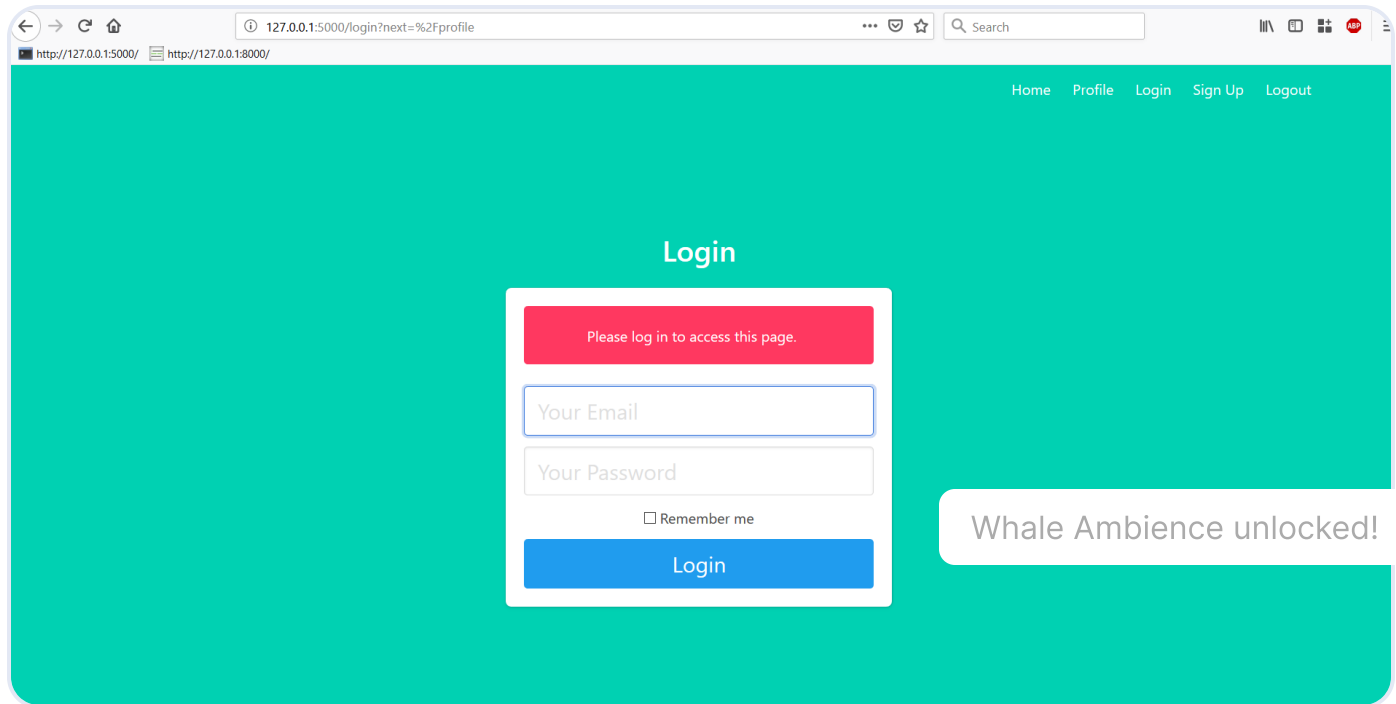 127.0.0.1:5000/login?next=%2Fprofile
Search
ABP
http://127.0.0.1:5000/ http://127.0.0.1:8000/
Home Profile Login Sign Up Logout
Login
Please log in to access this page.
Your Email
Your Password
Remember me
Whale Ambience unlocked!
Login